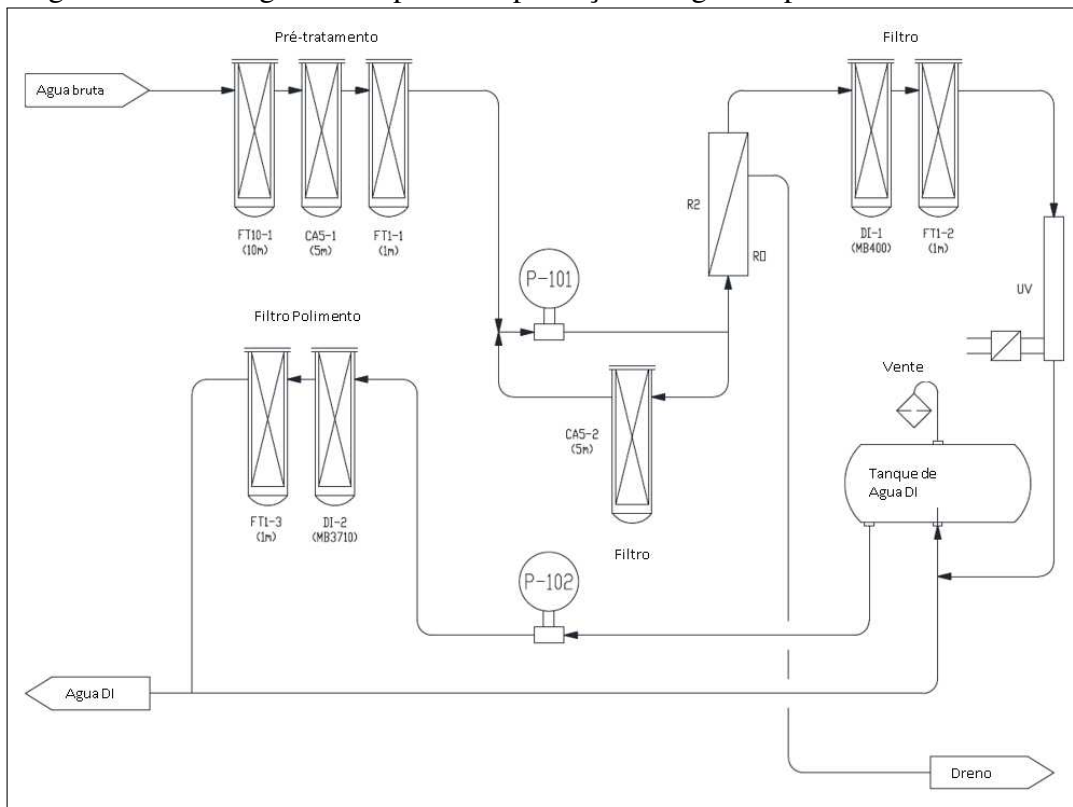 Pré-tratamento
Filtro
Agua bruta
FT10-1
(10m)
CA5-1
(5m)
FT1-1
(1m)
R2
RO
DI-1
(MB400)
FT1-2
(1m)
UV
P-101
Filtro Polimento
Vente
CA5-2
(5m)
Tanque de
Agua DI
FT1-3
(1m)
DI-2
(MB3710)
Filtro
P-102
Agua DI
Dreno